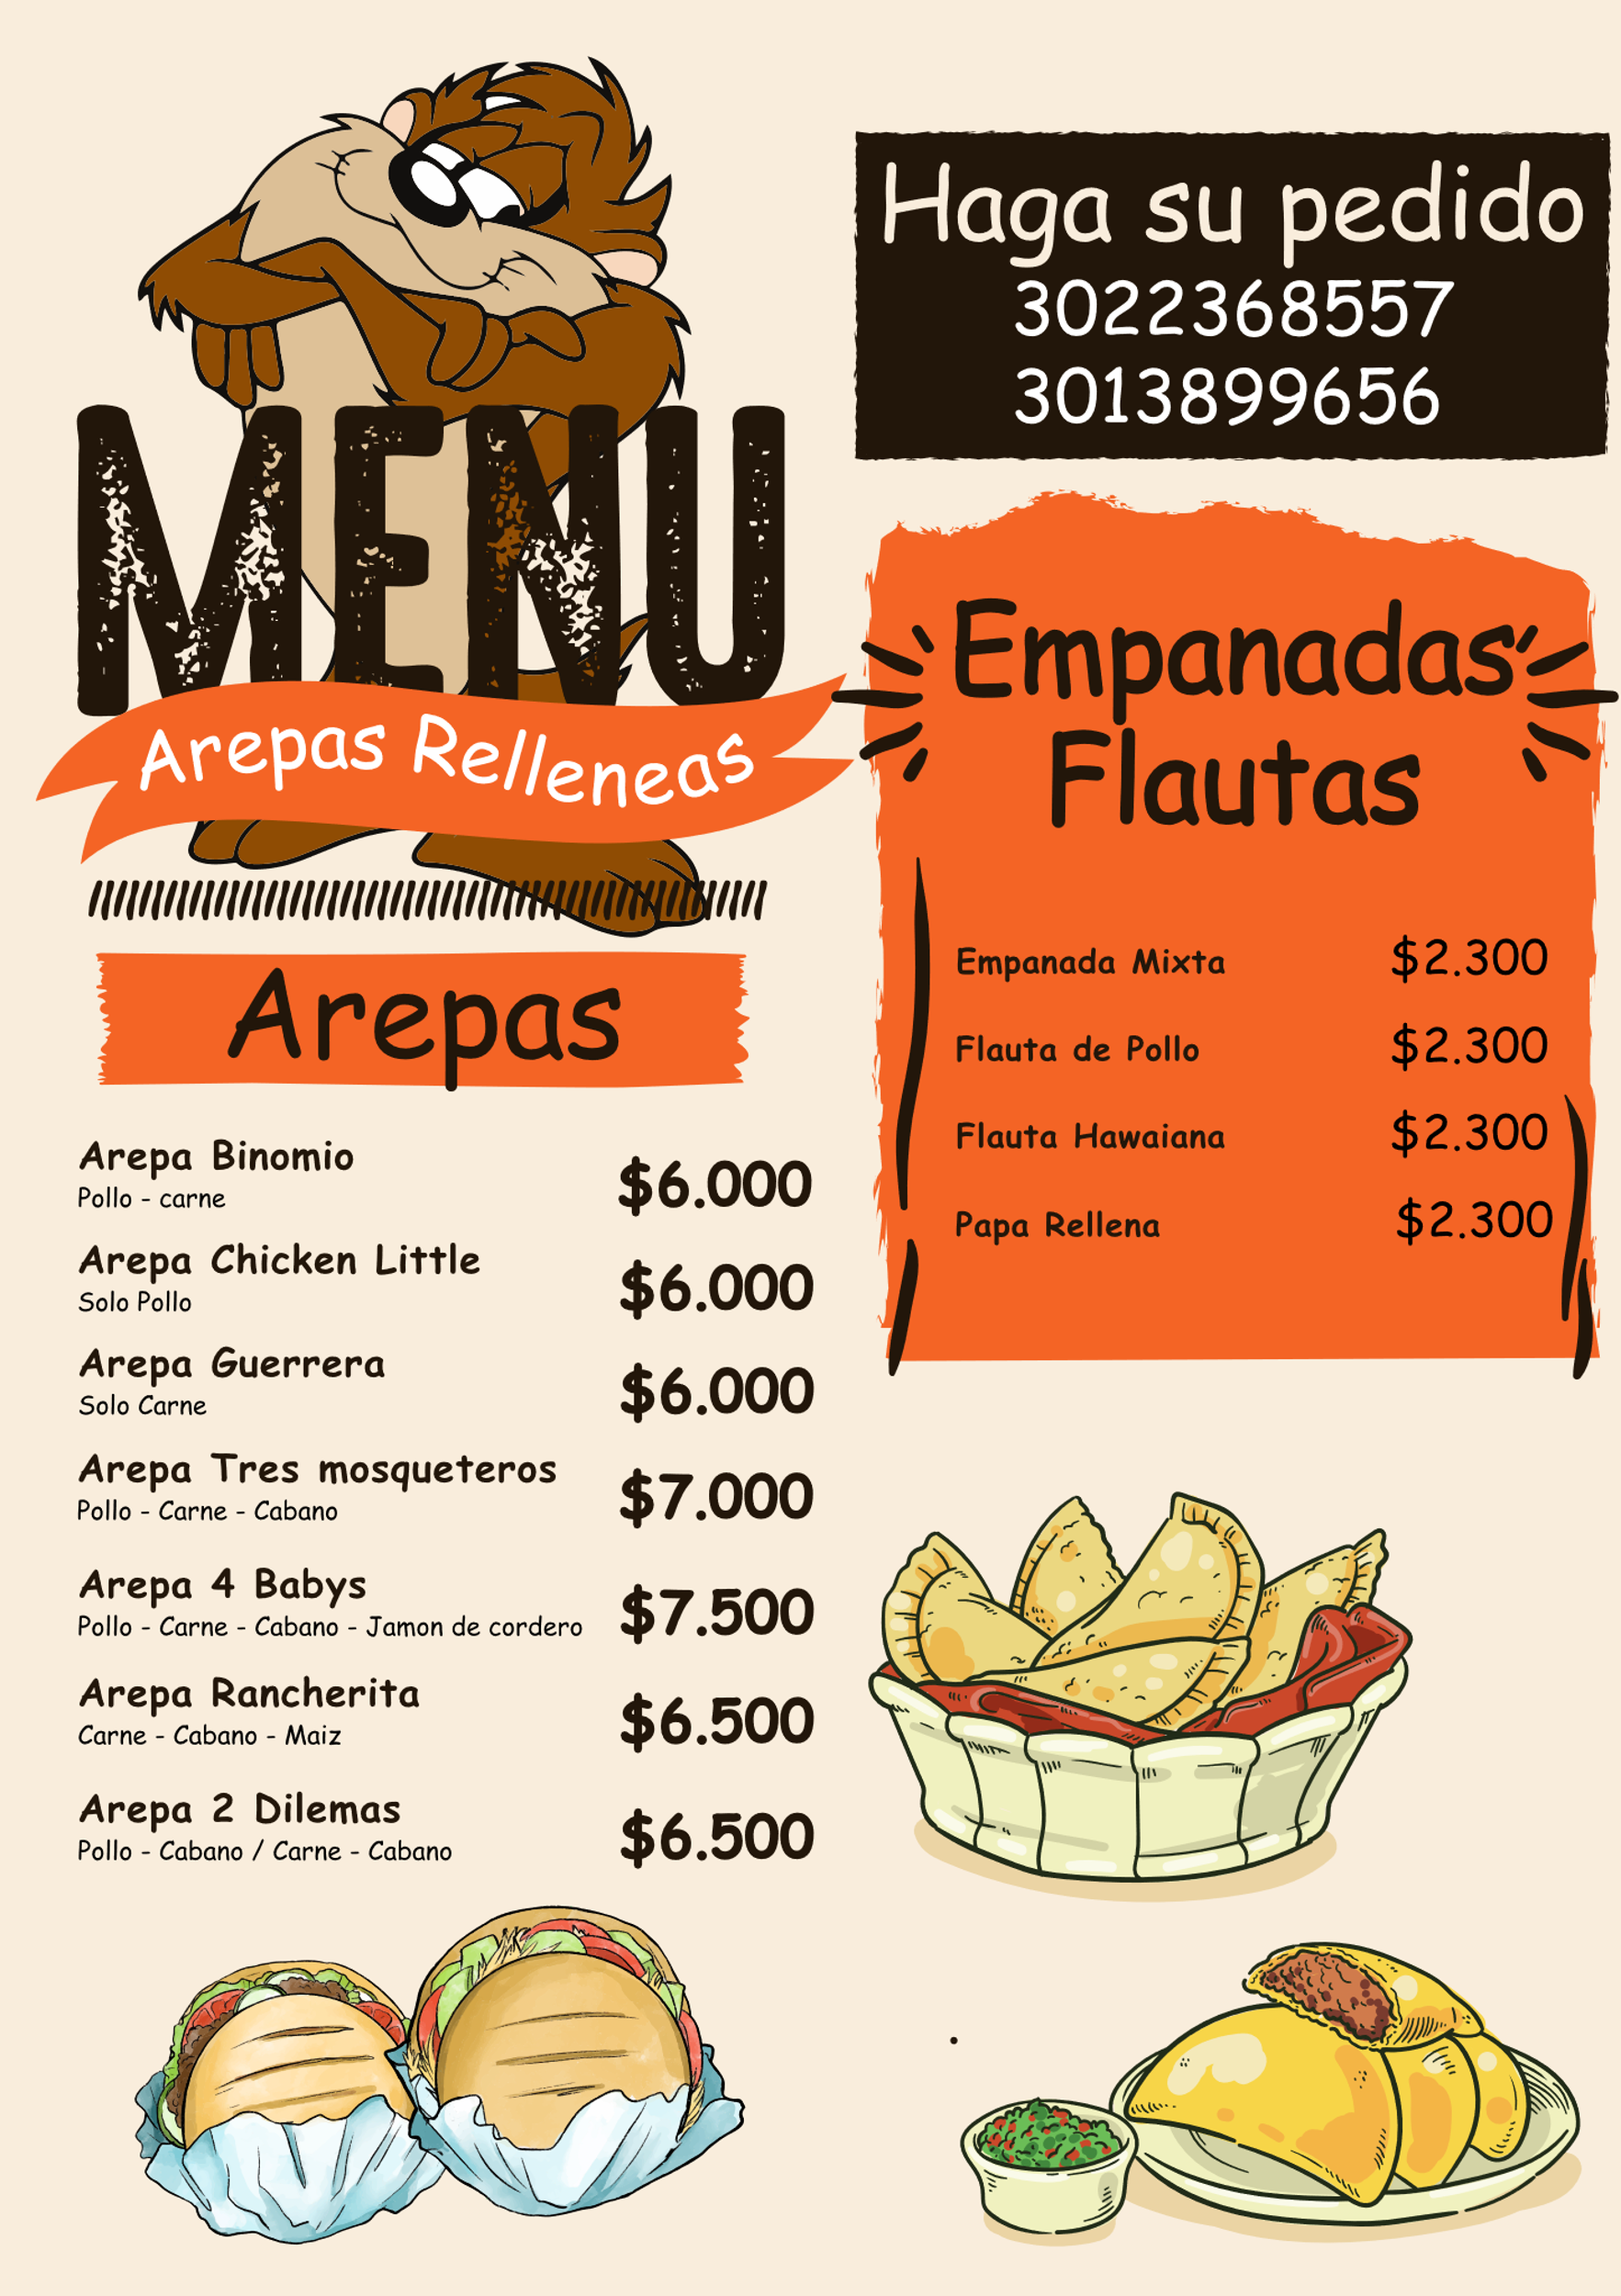 MENU
Arepas Relleneas
Haga su pedido
3022368557
3013899656
Arepas
Arepa Binomio
Pollo - carne
$6.000
Arepa Chicken Little
Solo Pollo
$6.000
Arepa Guerrera
Solo Carne
$6.000
Arepa Tres mosqueteros
Pollo - Carne - Cabano
$7.000
Arepa 4 Babys
Pollo - Carne - Cabano - Jamon de cordero
$7.500
Arepa Rancherita
Carne - Cabano - Maiz
$6.500
Arepa 2 Dilemas
Pollo - Cabano / Carne - Cabano
$6.500
Empanadas
Flautas
Empanada Mixta $2.300
Flauta de Pollo $2.300
Flauta Hawaiana $2.300
Papa Rellena $2.300